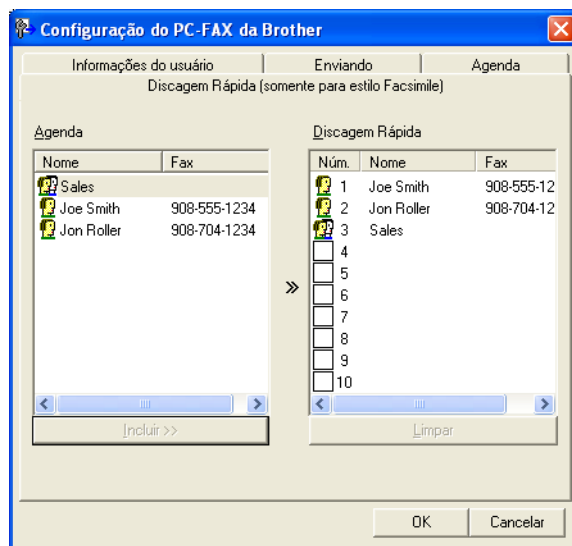 Configuração do PC-FAX da Brother
Informações do usuário
Enviando
Agenda
Discagem Rápida (somente para estilo Facsimile)
Agenda
Nome Fax
Sales
Joe Smith 908-555-1234
Jon Roller 908-704-1234
Incluir >>
»
Discagem Rápida
Núm. Nome Fax
1 Joe Smith 908-555-12
2 Jon Roller 908-704-12
3 Sales
4
5
6
7
8
9
10
Limpar
OK
Cancelar